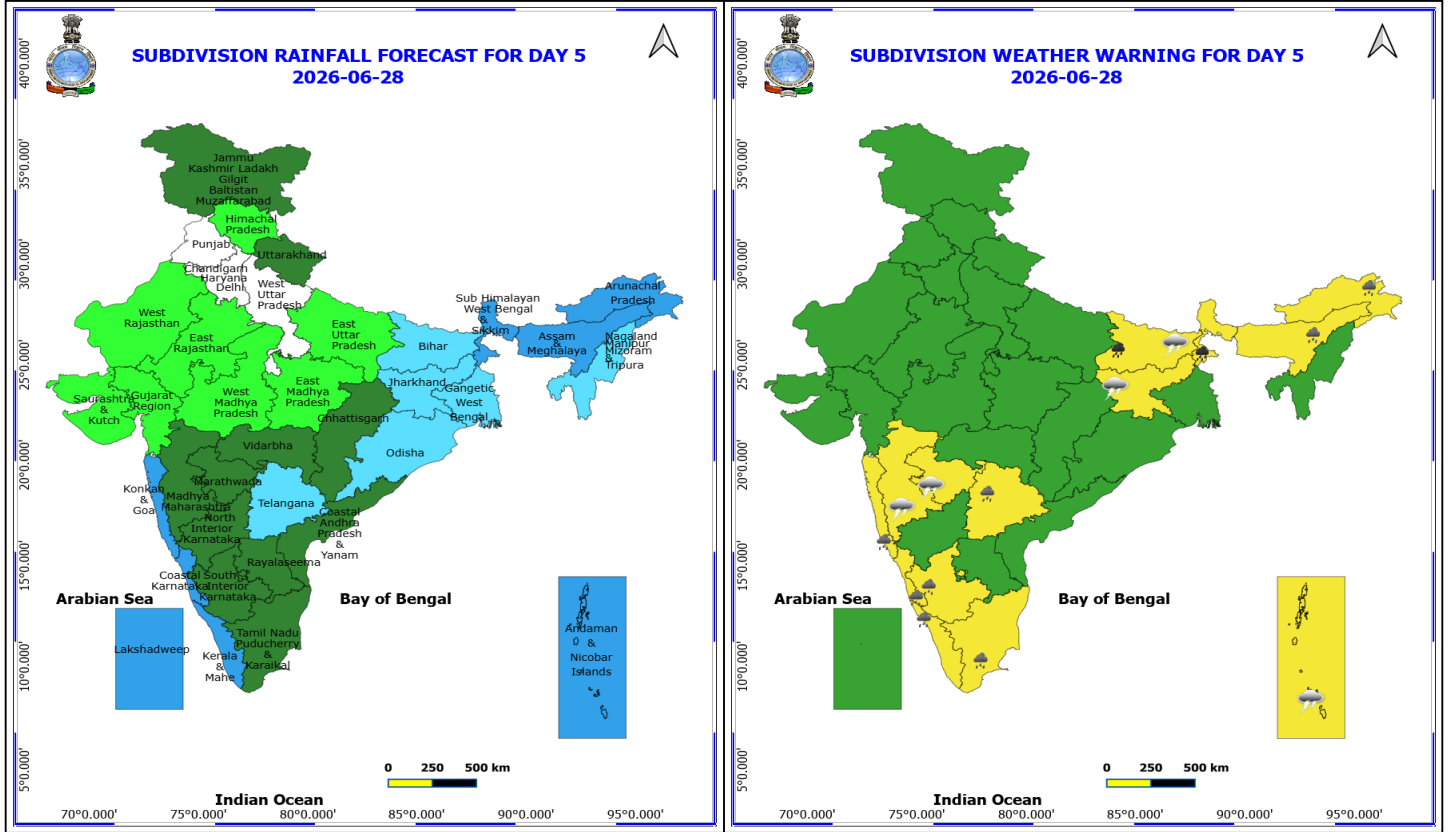 SUBDIVISION RAINFALL FORECAST FOR DAY 5
2026-06-28
40°0.000'
35°0.000'
30°0.000'
25°0.000'
20°0.000'
15°0.000'
10°0.000'
5°0.000'
Jammu
Kashmir Ladakh
Gilgit
Baltistan
Muzaffarabad
Himachal
Pradesh
Punjab
Uttarakhand
Chandigarh
Haryana
Delhi
West
Uttar
Pradesh
West
Rajasthan
East
Rajasthan
East
Uttar
Pradesh
Sub Himalayan
West Bengal
&
Sikkim
Arunachal
Pradesh
Assam
&
Meghalaya
Nagaland
Manipur
Mizoram
&
Tripura
Bihar
Jharkhand
Gangetic
West
Bengal
Saurashtra
&
Kutch
Gujarat
Region
West
Madhya
Pradesh
East
Madhya
Pradesh
Chhattisgarh
Vidarbha
Odisha
Konkan
&
Goa
Marathwada
Madhya
Maharashtra
North
Interior
Karnataka
Telangana
Coastal
Andhra
Pradesh
&
Yanam
Rayalaseema
Coastal
Karnataka
South
Interior
Karnataka
Arabian Sea
Bay of Bengal
Lakshadweep
Kerala
&
Mahe
Tamil Nadu
Puducherry
&
Karaikal
Andaman
&
Nicobar
Islands
0 250 500 km
Indian Ocean
70°0.000' 75°0.000' 80°0.000' 85°0.000' 90°0.000' 95°0.000'
SUBDIVISION WEATHER WARNING FOR DAY 5
2026-06-28
40°0.000'
35°0.000'
30°0.000'
25°0.000'
20°0.000'
15°0.000'
10°0.000'
5°0.000'
Arabian Sea
Bay of Bengal
0 250 500 km
Indian Ocean
70°0.000' 75°0.000' 80°0.000' 85°0.000' 90°0.000' 95°0.000'